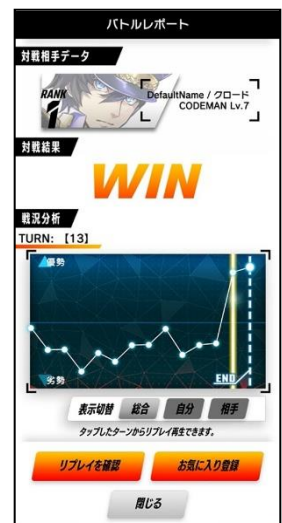 バトルレポート
対戦相手データ
RANK
1
DefaultName / クロード
CODEMAN Lv.7
対戦結果
WIN
戦況分析
TURN: 【13】
優勢
劣勢
END
表示切替 総合 自分 相手
タップしたターンからリプレイ再生できます。
リプレイを確認 お気に入り登録
閉じる